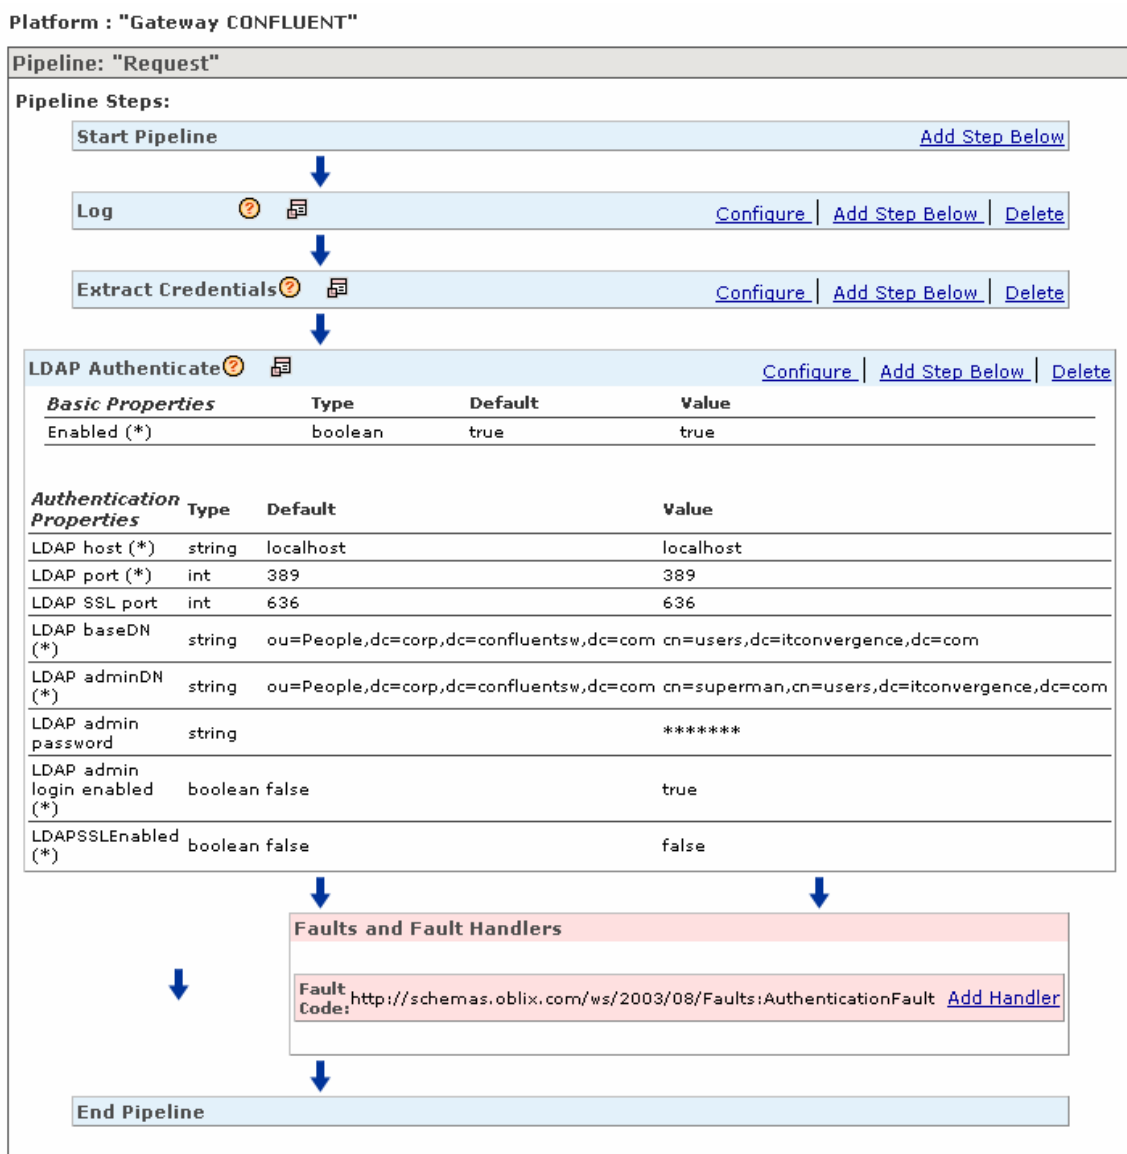 Platform : "Gateway CONFLUENT"
Pipeline: "Request"
Pipeline Steps:
Start Pipeline Add Step Below
Log ? Configure | Add Step Below | Delete
Extract Credentials ? Configure | Add Step Below | Delete
LDAP Authenticate ? Configure | Add Step Below | Delete
Basic Properties Type Default Value
Enabled (*) boolean true true
Authentication
Properties Type Default Value
LDAP host (*) string localhost localhost
LDAP port (*) int 389 389
LDAP SSL port int 636 636
LDAP baseDN
(*) string ou=People,dc=corp,dc=confluentsw,dc=com cn=users,dc=itconvergence,dc=com
LDAP adminDN
(*) string ou=People,dc=corp,dc=confluentsw,dc=com cn=superman,cn=users,dc=itconvergence,dc=com
LDAP admin
password string *******
LDAP admin
login enabled boolean false true
(*)
LDAPSSLEnabled
(*) boolean false false
Faults and Fault Handlers
Fault
Code: http://schemas.oblix.com/ws/2003/08/Faults:AuthenticationFault Add Handler
End Pipeline